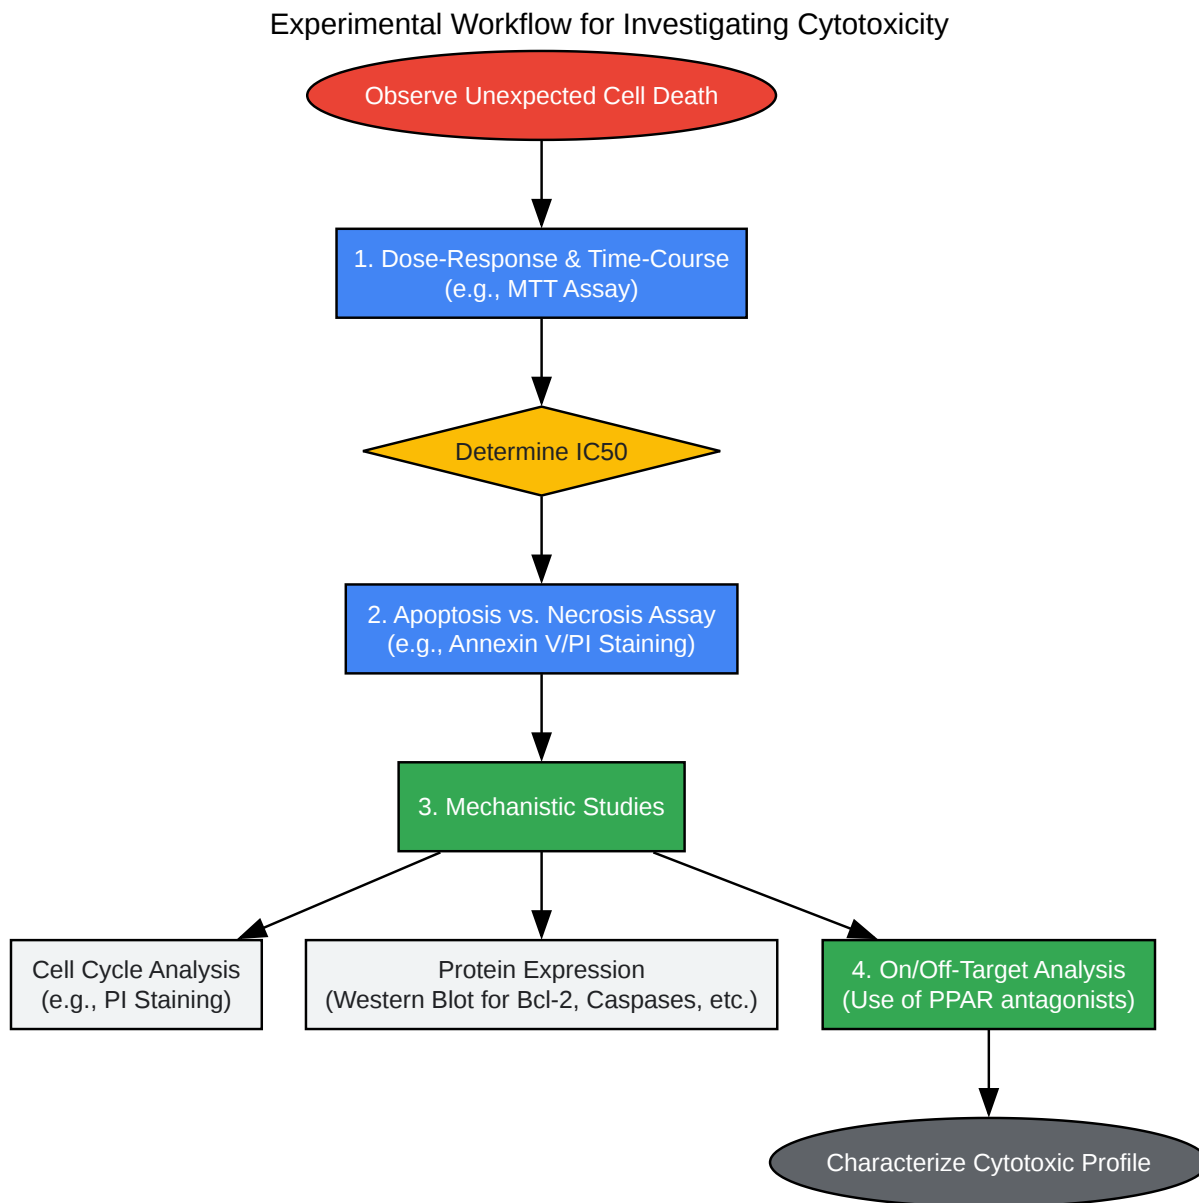 Experimental Workflow for Investigating Cytotoxicity
Observe Unexpected Cell Death
1. Dose-Response & Time-Course
(e.g., MTT Assay)
Determine IC50
2. Apoptosis vs. Necrosis Assay
(e.g., Annexin V/PI Staining)
3. Mechanistic Studies
Cell Cycle Analysis
(e.g., PI Staining)
Protein Expression
(Western Blot for Bcl-2, Caspases, etc.)
4. On/Off-Target Analysis
(Use of PPAR antagonists)
Characterize Cytotoxic Profile